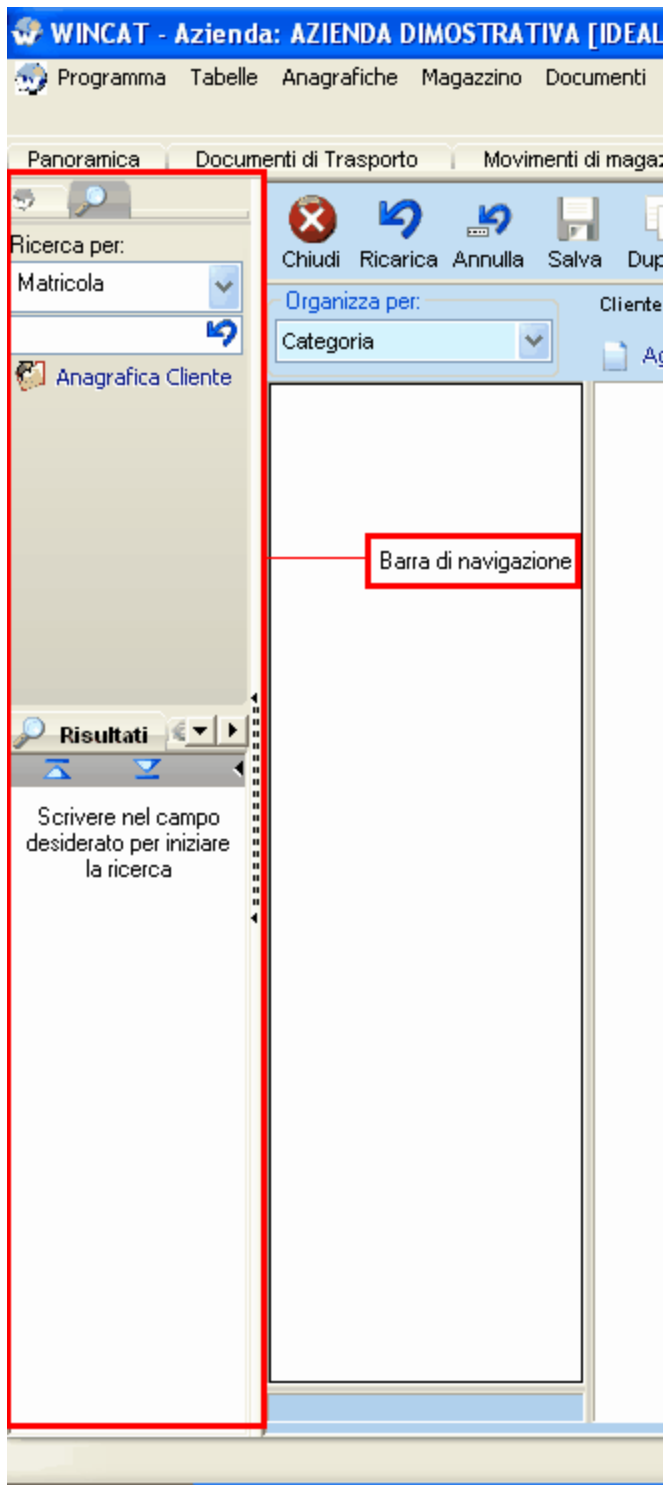 WINCAT - Azienda: AZIENDA DIMOSTRATIVA [IDEAL
Programma Tabelle Anagrafiche Magazzino Documenti
Panoramica Documenti di Trasporto Movimenti di magaz
Ricerca per:
Matricola
Anagrafica Cliente
Chiudi Ricarica Annulla Salva Dup
Organizza per: Cliente
Categoria Ag
Barra di navigazione
Risultati
Scrivere nel campo
desiderato per iniziare
la ricerca